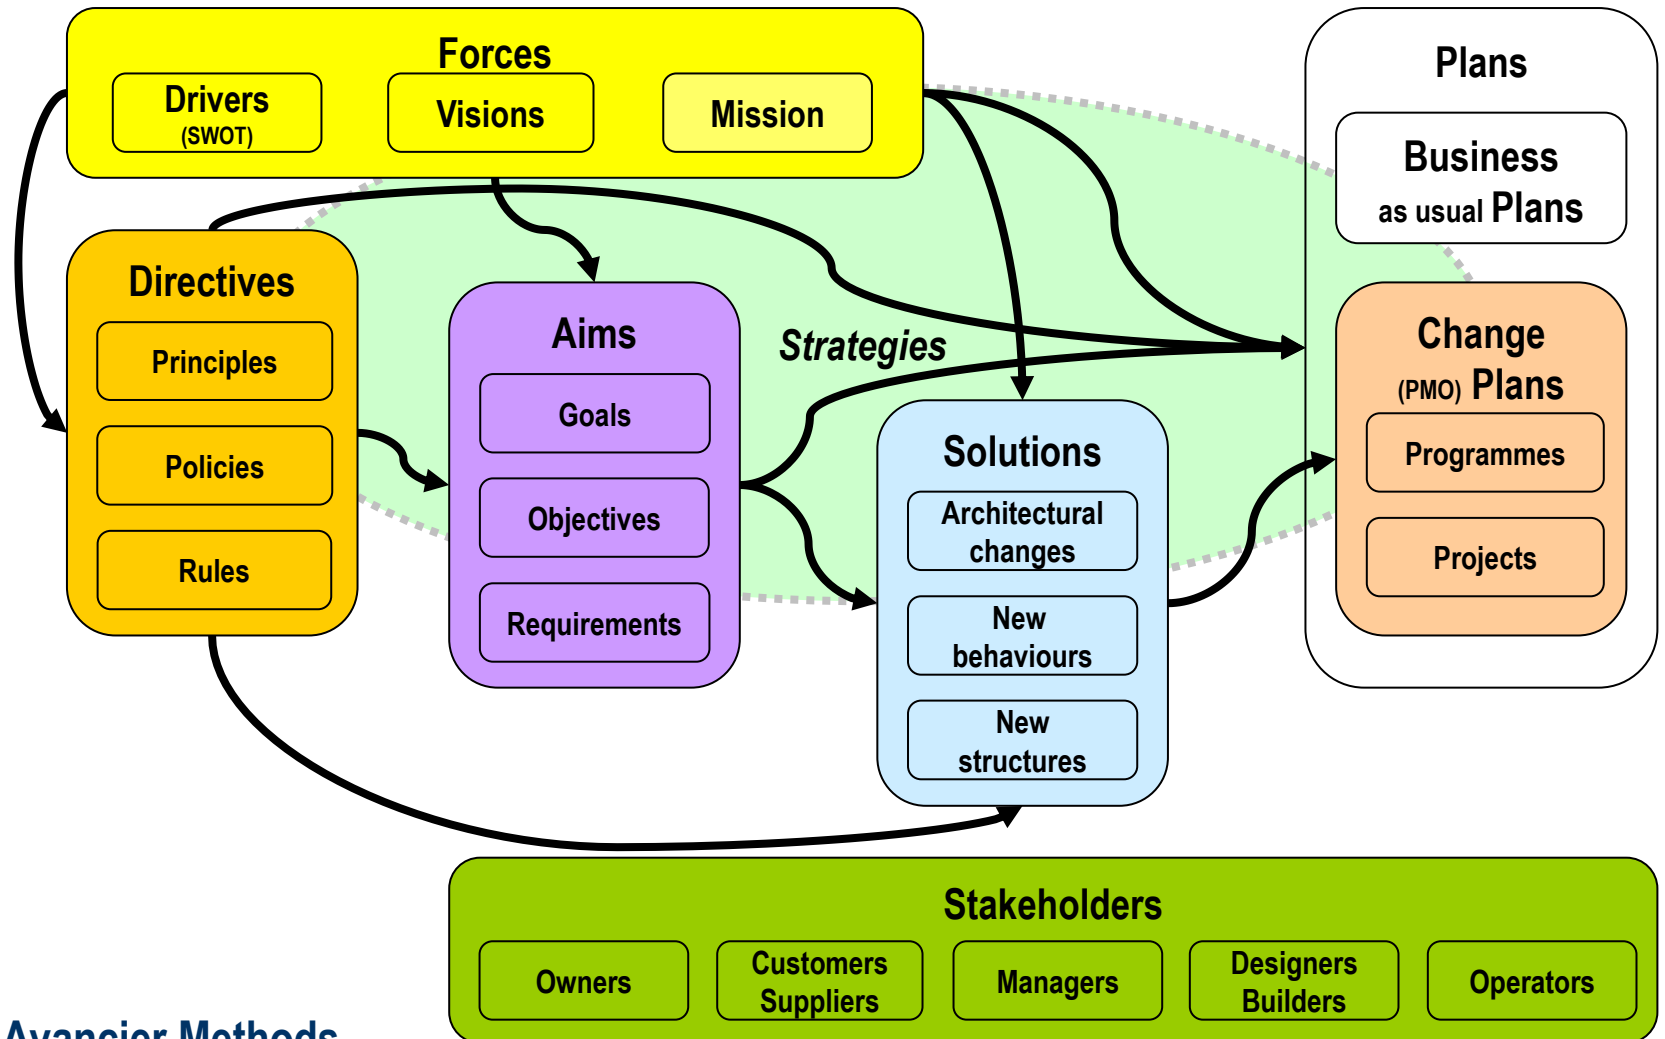 Forces
Drivers
(SWOT)
Visions
Mission
Plans
Business
as usual Plans
Directives
Principles
Policies
Rules
Aims
Goals
Objectives
Requirements
Strategies
Solutions
Architectural
changes
New
behaviours
New
structures
Change
(PMO) Plans
Programmes
Projects
Stakeholders
Owners
Customers
Suppliers
Managers
Designers
Builders
Operators
Avancier Methods